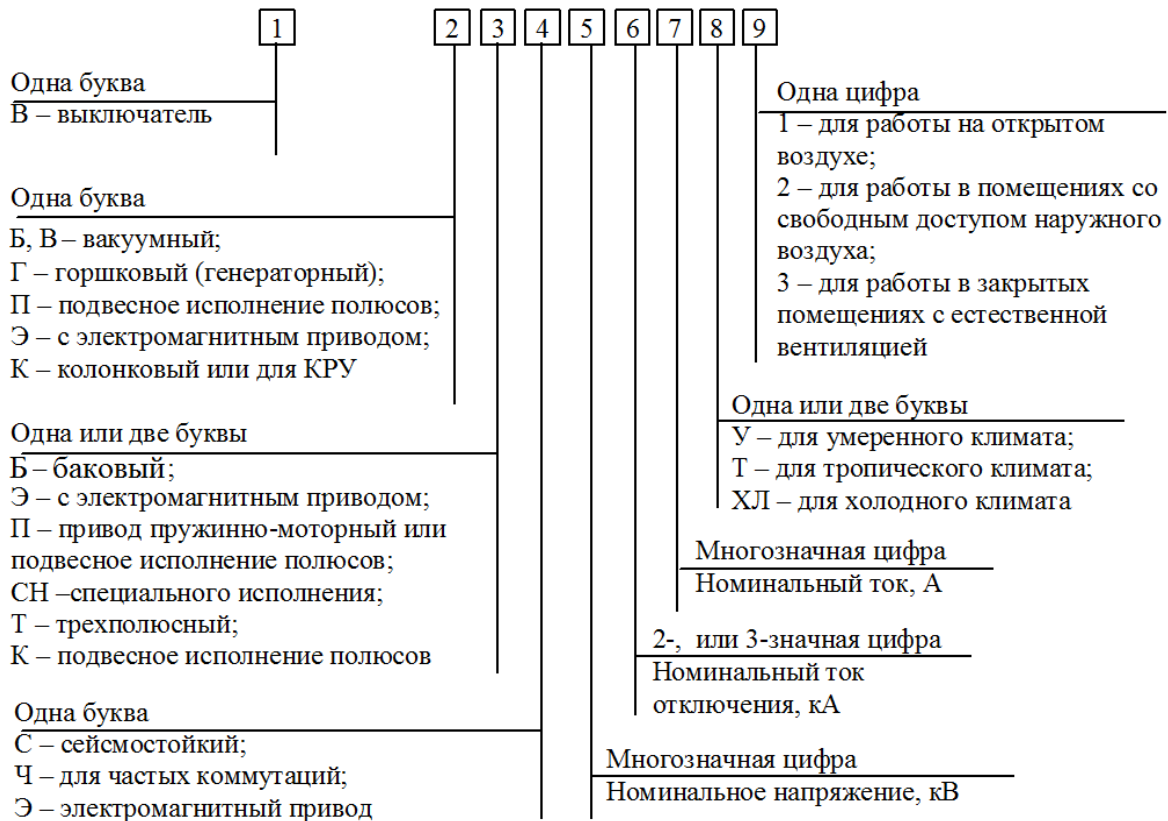 1 2 3 4 5 6 7 8 9
Одна буква
В – выключатель
Одна буква
Б, В – вакуумный;
Г – горшковый (генераторный);
П – подвесное исполнение полюсов;
Э – с электромагнитным приводом;
К – колонковый или для КРУ
Одна или две буквы
Б – баковый;
Э – с электромагнитным приводом;
П – привод пружинно-моторный или
подвесное исполнение полюсов;
СН –специального исполнения;
Т – трехполюсный;
К – подвесное исполнение полюсов
Одна буква
С – сейсмостойкий;
Ч – для частых коммутаций;
Э – электромагнитный привод
Одна цифра
1 – для работы на открытом
воздухе;
2 – для работы в помещениях со
свободным доступом наружного
воздуха;
3 – для работы в закрытых
помещениях с естественной
вентиляцией
Одна или две буквы
У – для умеренного климата;
Т – для тропического климата;
ХЛ – для холодного климата
Многозначная цифра
Номинальный ток, А
2-, или 3-значная цифра
Номинальный ток
отключения, кА
Многозначная цифра
Номинальное напряжение, кВ